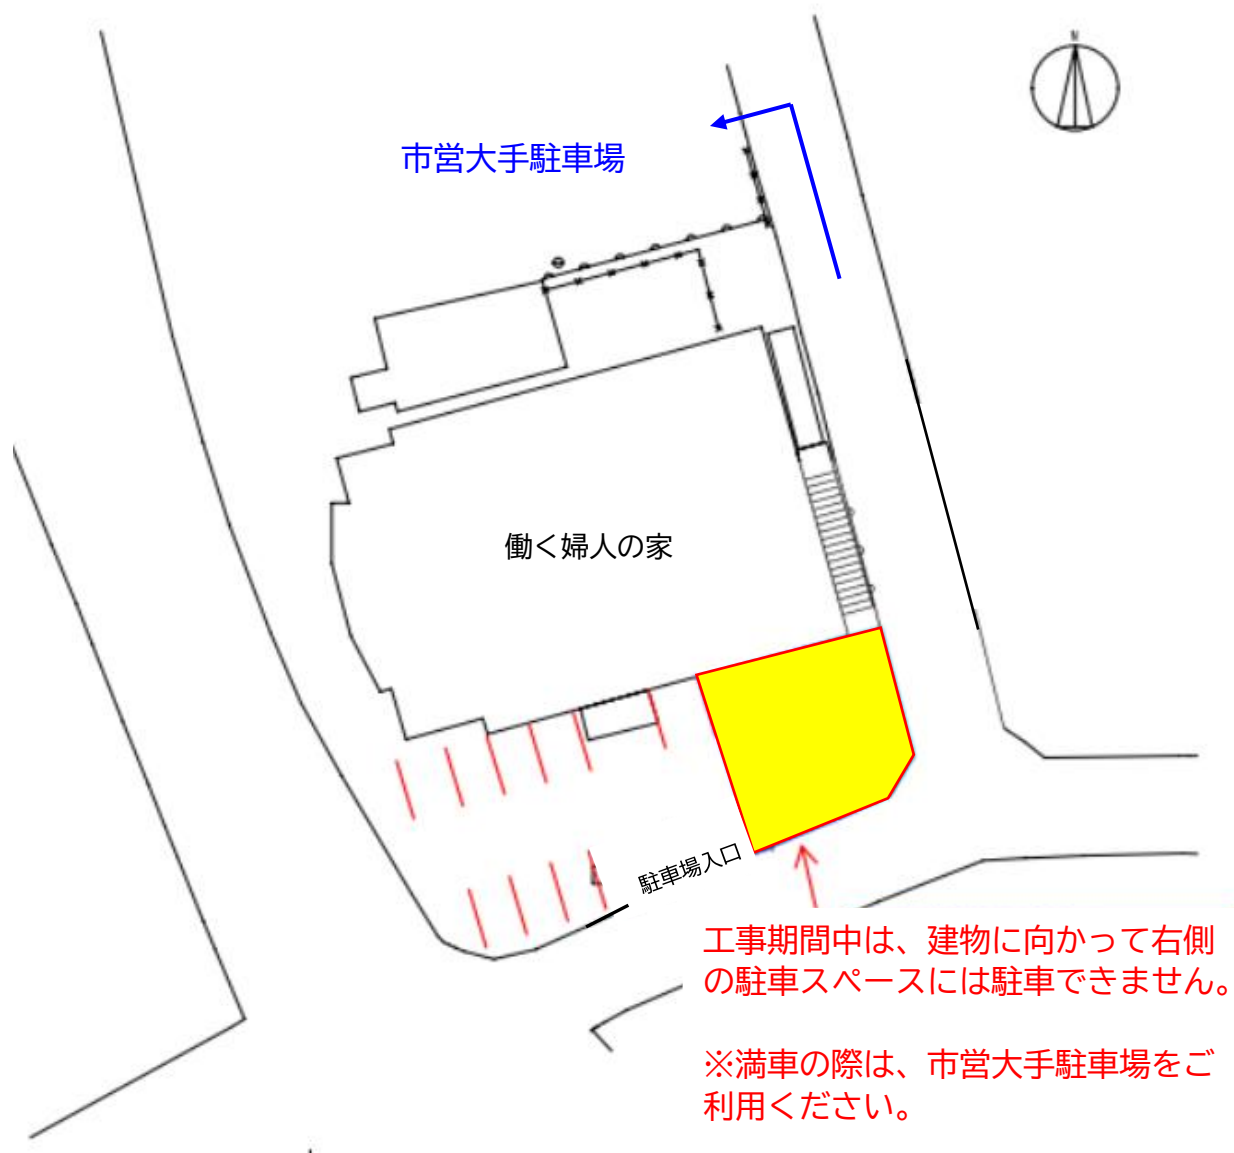 N
市営大手駐車場
働く婦人の家
駐車場入口
工事期間中は、建物に向かって右側
の駐車スペースには駐車できません。
※満車の際は、市営大手駐車場をご
利用ください。